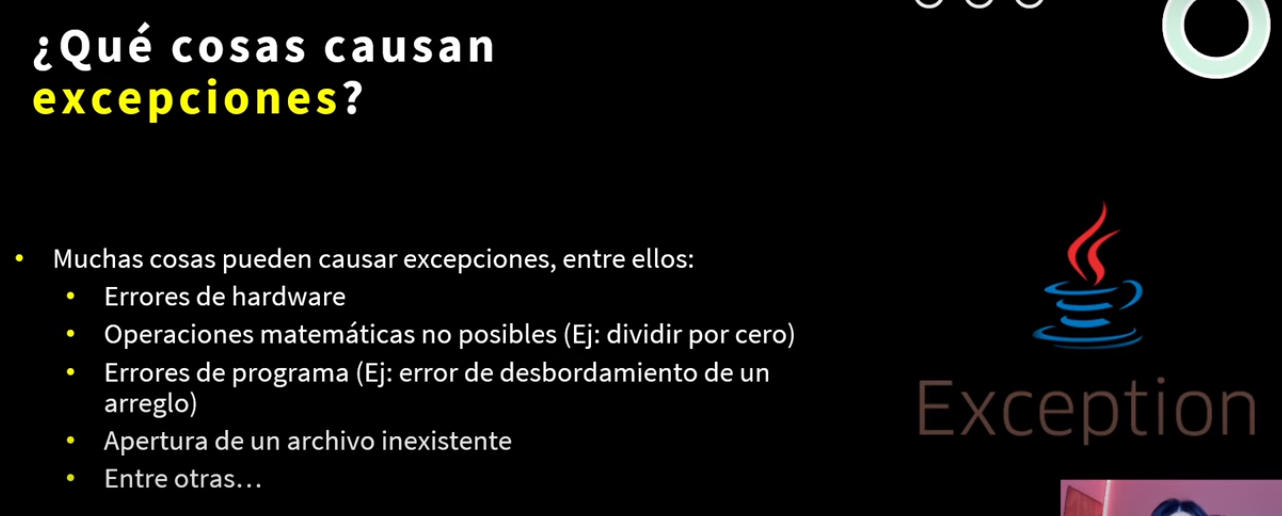 ¿Qué cosas causan
excepciones?
• Muchas cosas pueden causar excepciones, entre ellos:
• Errores de hardware
• Operaciones matemáticas no posibles (Ej: dividir por cero)
• Errores de programa (Ej: error de desbordamiento de un
arreglo)
• Apertura de un archivo inexistente
• Entre otras...
Exception